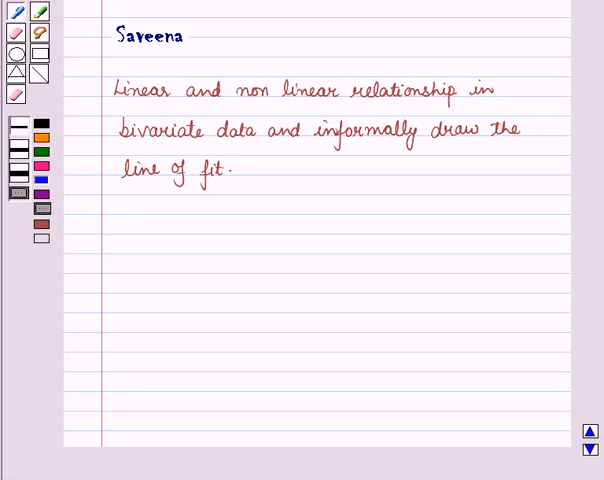 Saveena
Linear and non linear relationship in
bivariate data and informally draw the
line of fit.